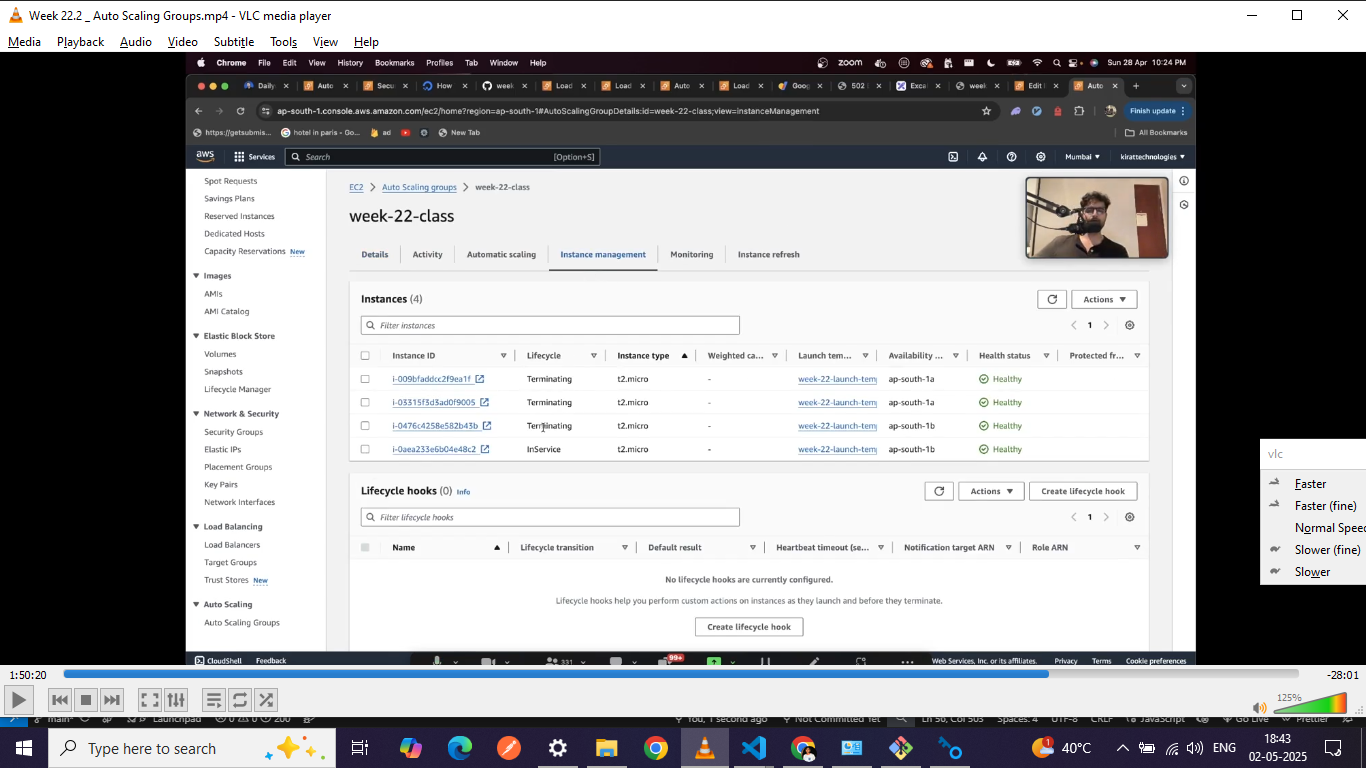 Week 22.2 _ Auto Scaling Groups.mp4 - VLC media player
Media Playback Audio Video Subtitle Tools View Help
Chrome File Edit View History Bookmarks Profiles Tab Window Help
zoom
Sun 28 Apr 10:24 PM
Daily
Auto
Secu
How
week
Load
Load
Auto
Load
Goog
502
Exca
week
Edit
Auto
ap-south-1.console.aws.amazon.com/ec2/home?region=ap-south-1#AutoScalingGroupDetails:id=week-22-class;view=instanceManagement
Finish update
https://getsubmis...
hotel in paris - Go...
ad
New Tab
All Bookmarks
aws
Services
Search
[Option+S]
Mumbai ▼
kirattechnologies ▼
Spot Requests
Savings Plans
Reserved Instances
Dedicated Hosts
Capacity Reservations New
Images
AMIs
AMI Catalog
Elastic Block Store
Volumes
Snapshots
Lifecycle Manager
Network & Security
Security Groups
Elastic IPs
Placement Groups
Key Pairs
Network Interfaces
Load Balancing
Load Balancers
Target Groups
Trust Stores New
Auto Scaling
Auto Scaling Groups
EC2 > Auto Scaling groups > week-22-class
week-22-class
Details
Activity
Automatic scaling
Instance management
Monitoring
Instance refresh
Instances (4)
Actions ▼
Filter instances
1
Instance ID Lifecycle Instance type Weighted ca... Launch tem... Availability ... Health status Protected fr...
i-009bfaddcc2f9ea1f Terminating t2.micro - week-22-launch-temp ap-south-1a Healthy
i-03315f3d3ad0f9005 Terminating t2.micro - week-22-launch-temp ap-south-1a Healthy
i-0476c4258e582b43b Terminating t2.micro - week-22-launch-temp ap-south-1b Healthy
i-0aea233e6b04e48c2 InService t2.micro - week-22-launch-temp ap-south-1b Healthy
Lifecycle hooks (0) Info
Actions ▼
Create lifecycle hook
Filter lifecycle hooks
1
Name Lifecycle transition Default result Heartbeat timeout (se... Notification target ARN Role ARN
No lifecycle hooks are currently configured.
Lifecycle hooks help you perform custom actions on instances as they launch and before they terminate.
Create lifecycle hook
CloudShell Feedback
331
99+
Web Services, Inc. or its affiliates. Privacy Terms Cookie preferences
vlc
Faster
Faster (fine)
Normal Speed
Slower (fine)
Slower
1:50:20
-28:01
125%
main*
Launchpad
0 0 200
You, 1 second ago
Not Committed Yet
Ln 56, Col 503
Spaces: 4
UTF-8
CRLF
JavaScript
Go Live
Prettier
Type here to search
1
40°C
ENG
18:43
02-05-2025